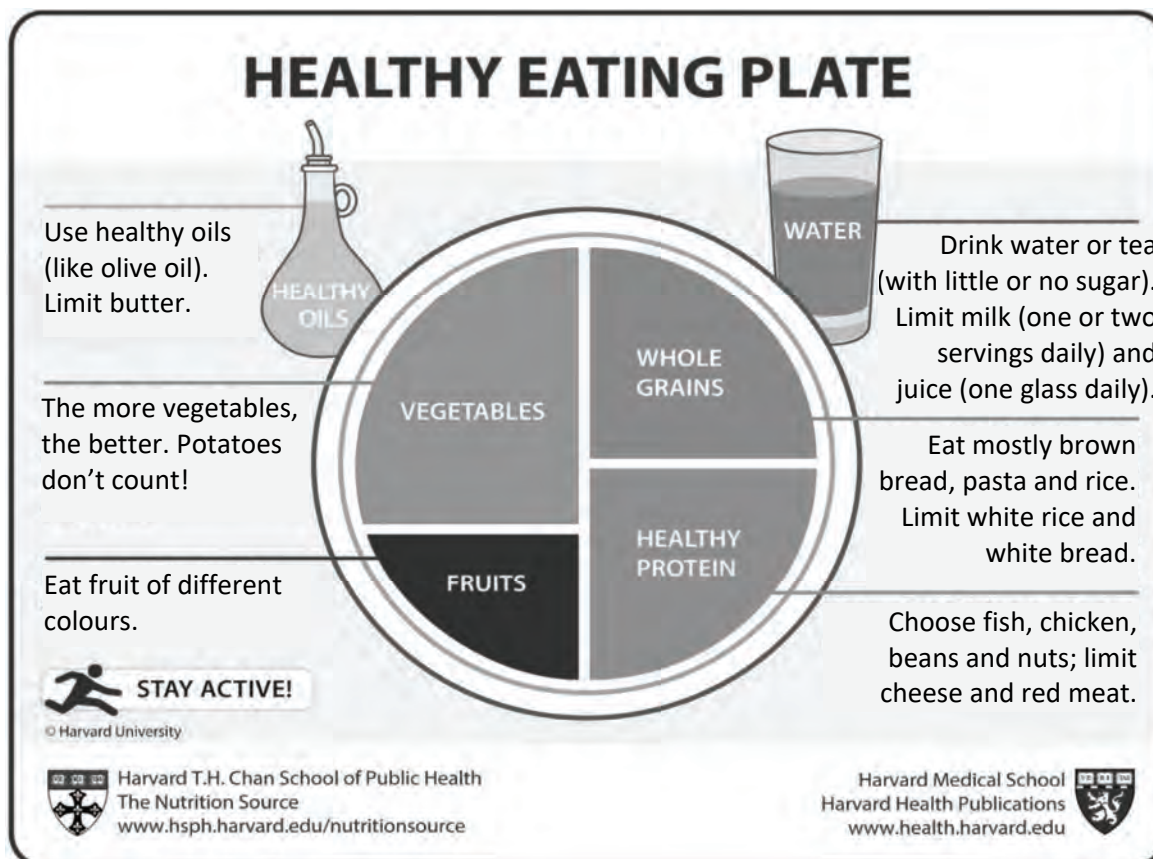 HEALTHY EATING PLATE
Use healthy oils
(like olive oil).
Limit butter.
HEALTHY
OILS
WATER
Drink water or tea
(with little or no sugar).
Limit milk (one or two
servings daily) and
juice (one glass daily).
The more vegetables,
the better. Potatoes
don't count!
VEGETABLES
WHOLE
GRAINS
Eat mostly brown
bread, pasta and rice.
Limit white rice and
white bread.
Eat fruit of different
colours.
FRUITS
HEALTHY
PROTEIN
Choose fish, chicken,
beans and nuts; limit
cheese and red meat.
STAY ACTIVE!
© Harvard University
Harvard T.H. Chan School of Public Health
The Nutrition Source
www.hsph.harvard.edu/nutritionsource
Harvard Medical School
Harvard Health Publications
www.health.harvard.edu